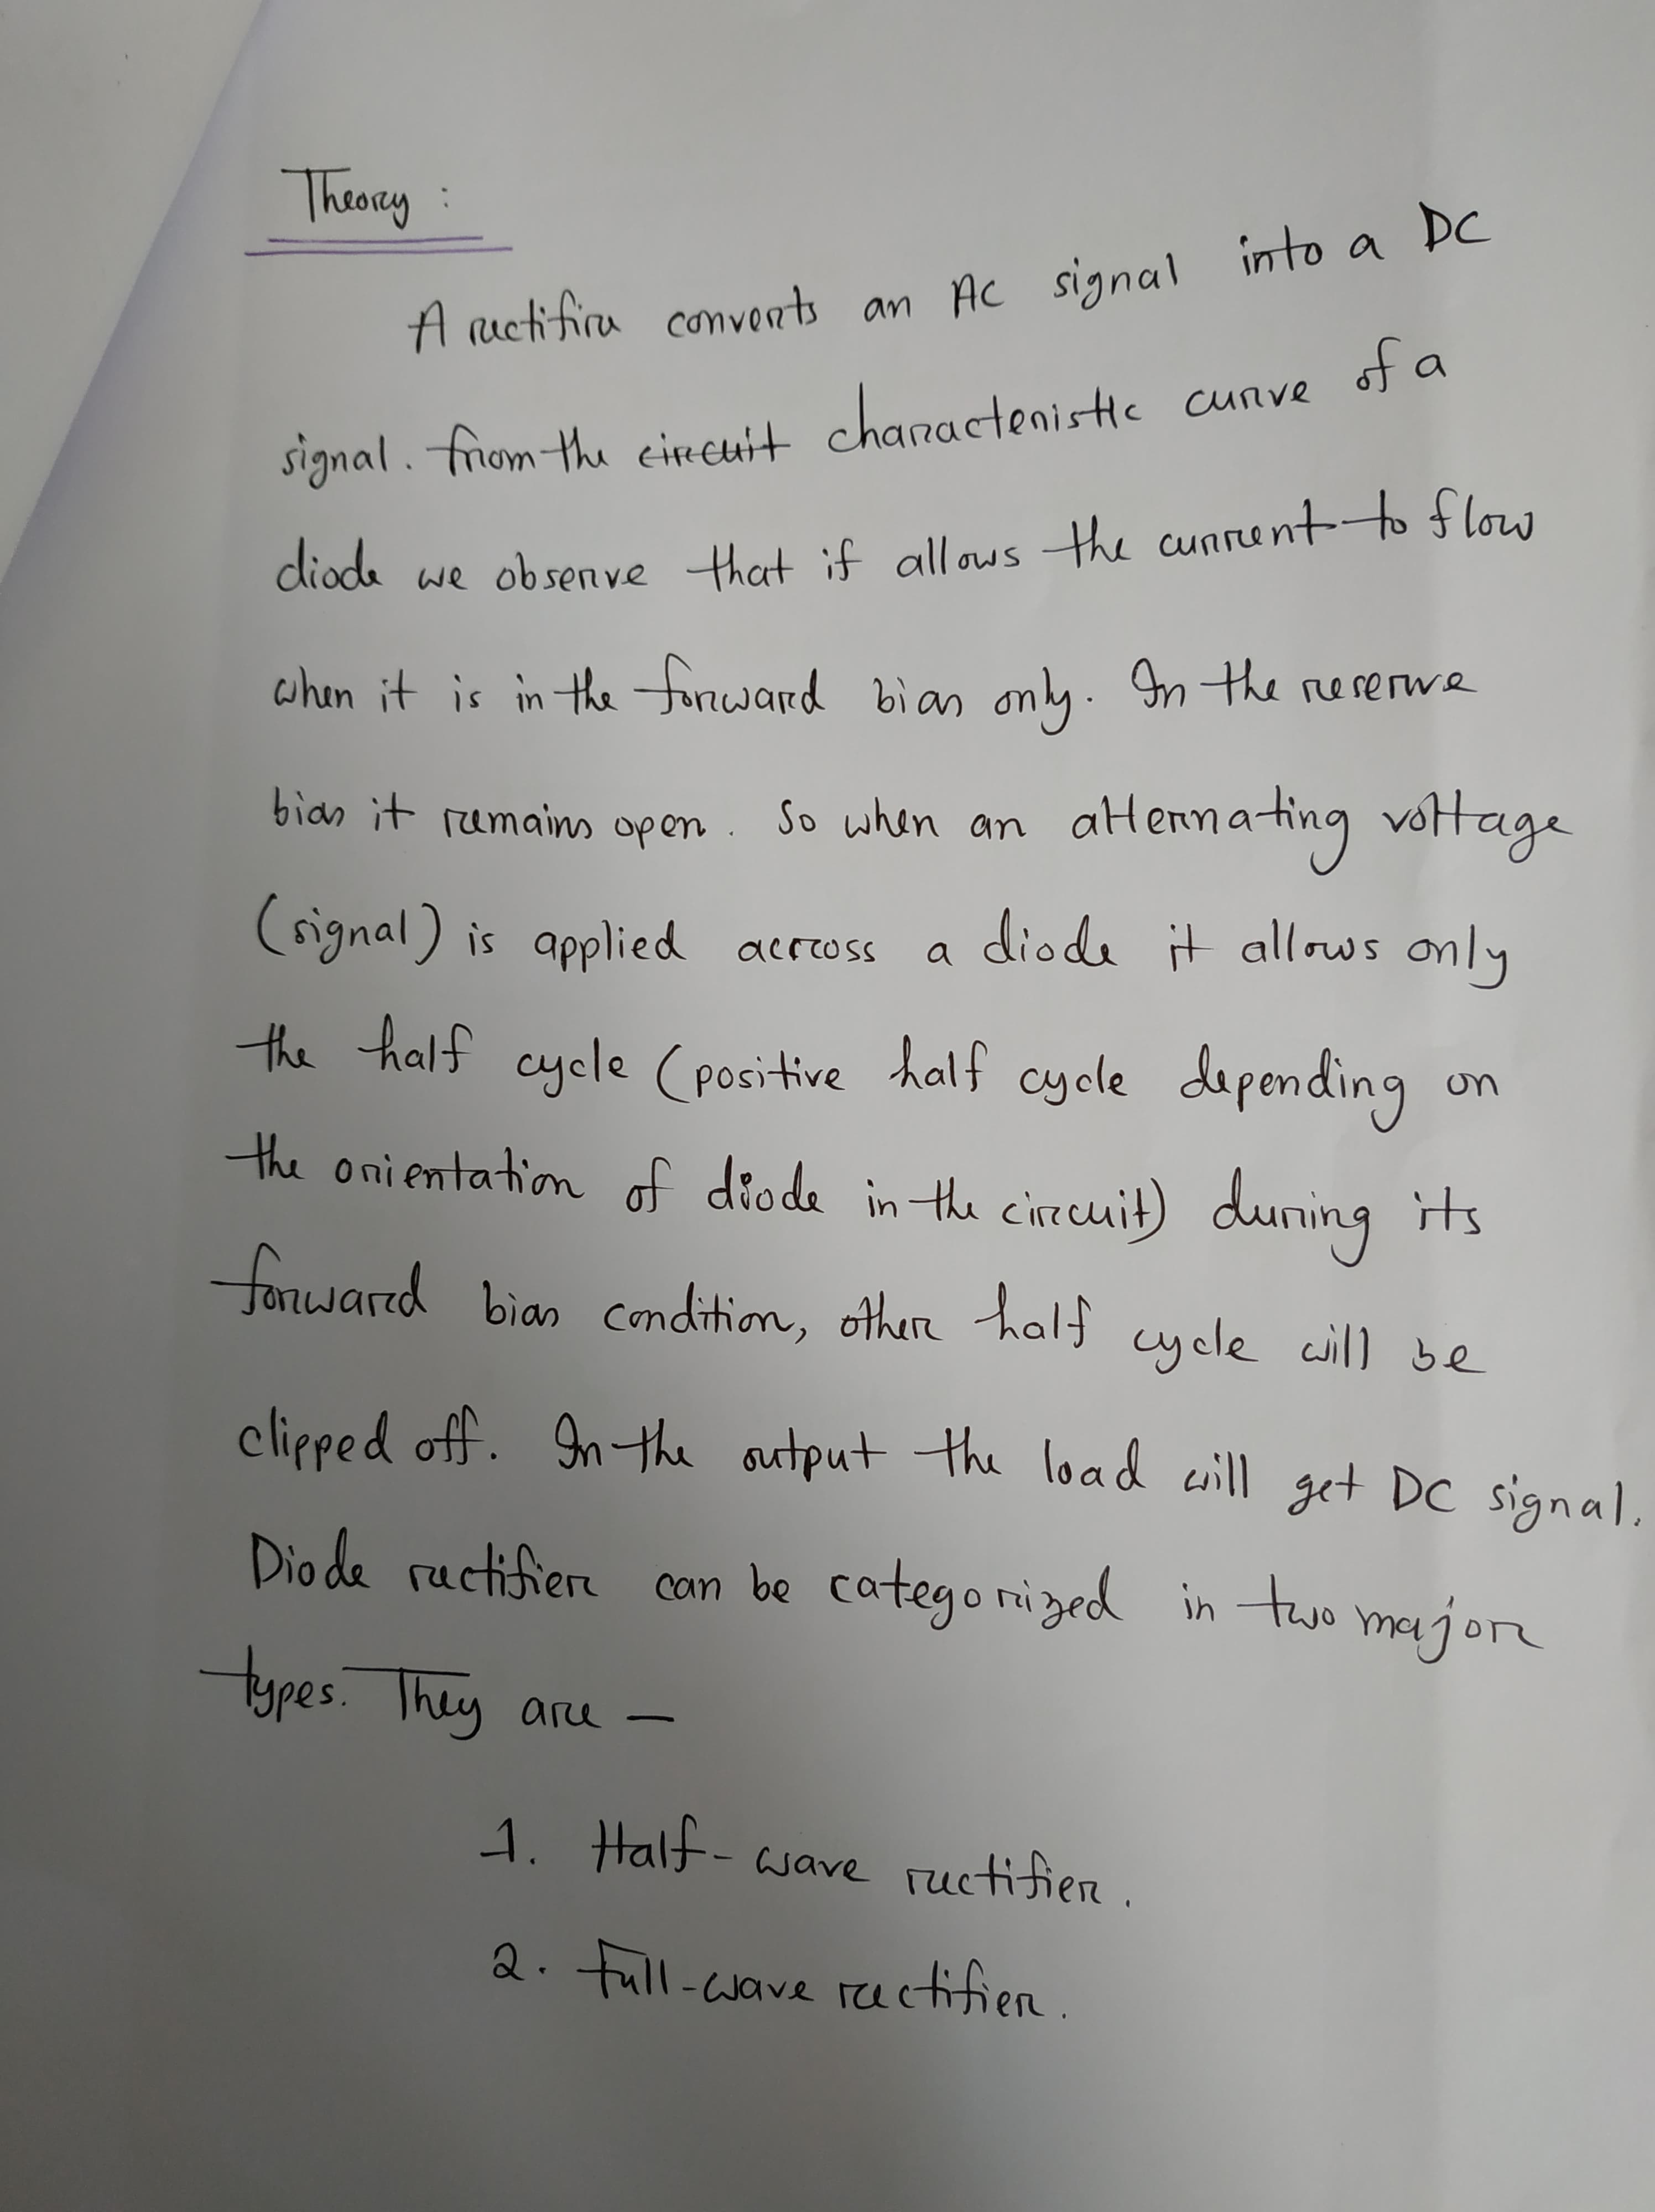 Theory :
A rectifire converts an AC signal into a DC
signal. from the ~~circuit~~ characteristic curve of a
diode we observe that if allows the current to flow
when it is in the forward bias only. In the reserve
bias it remains open. So when an alternating voltage
(signal) is applied across a diode it allows only
the half cycle (positive half cycle depending on
the orientation of diode in the circuit) during its
forward bias condition, other half cycle will be
clipped off. In the output the load will get DC signal.
Diode rectifier can be categorized in two major
types. They are —
1. Half-wave rectifier.
2. Full-wave rectifier.